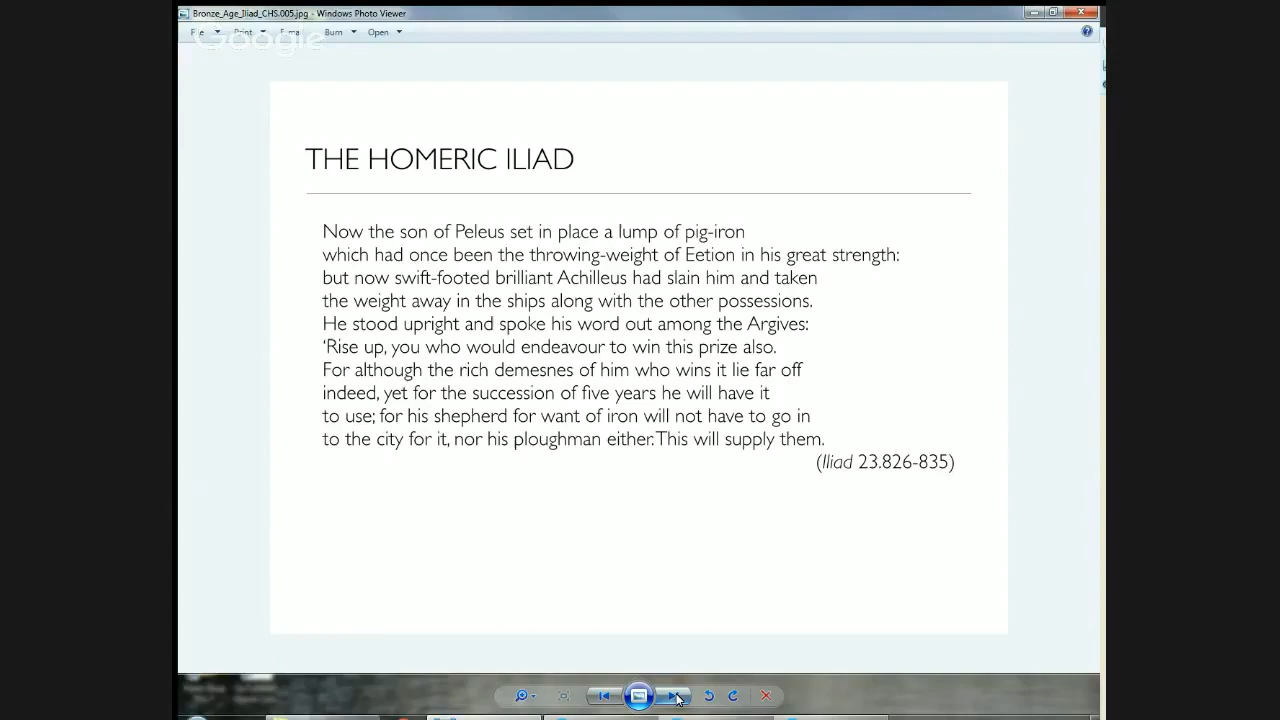 Bronze_Age_Iliad_CHS.005.jpg - Windows Photo Viewer
Print Burn Open
Google
THE HOMERIC ILIAD
Now the son of Peleus set in place a lump of pig-iron
which had once been the throwing-weight of Eetion in his great strength:
but now swift-footed brilliant Achilleus had slain him and taken
the weight away in the ships along with the other possessions.
He stood upright and spoke his word out among the Argives:
‘Rise up, you who would endeavour to win this prize also.
For although the rich demesnes of him who wins it lie far off
indeed, yet for the succession of five years he will have it
to use; for his shepherd for want of iron will not have to go in
to the city for it, nor his ploughman either. This will supply them.
(Iliad 23.826-835)